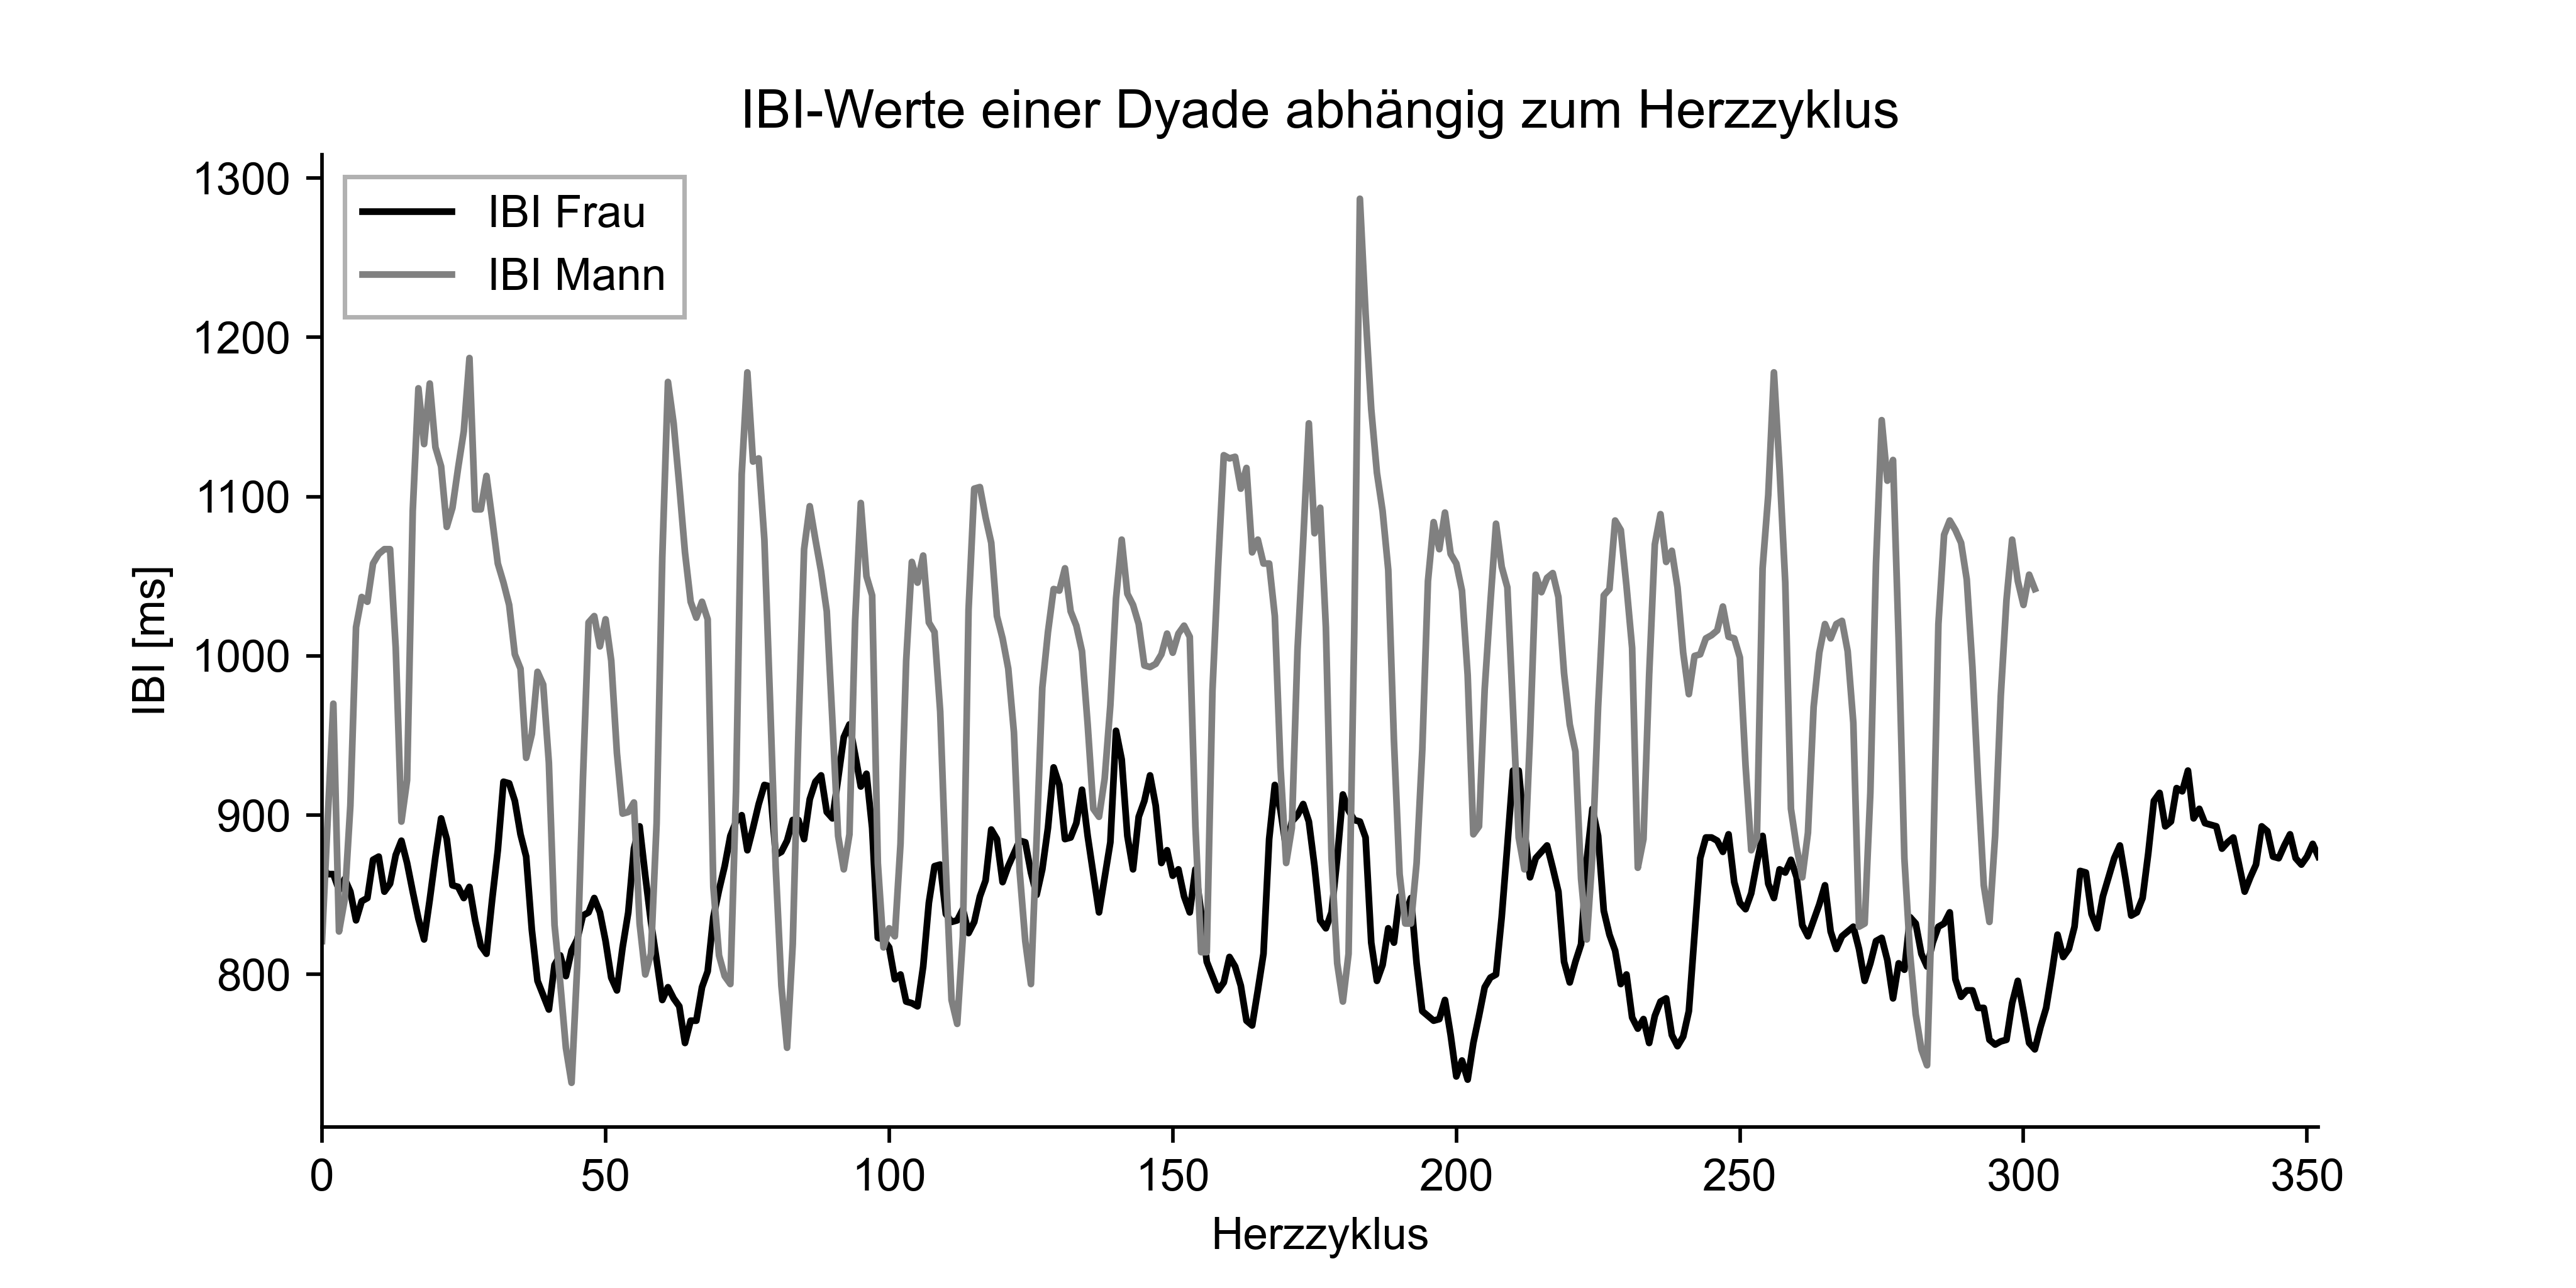 IBI-Werte einer Dyade abhängig zum Herzzyklus
1300
IBI Frau
IBI Mann
1200
1100
1000
900
800
IBI [ms]
0 50 100 150 200 250 300 350
Herzzyklus